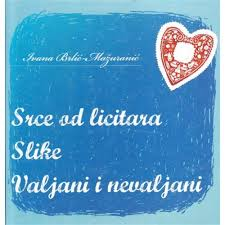 Ivana Brlić-Mažuranić
Srce od licitara
Slike
Valjani i nevaljani